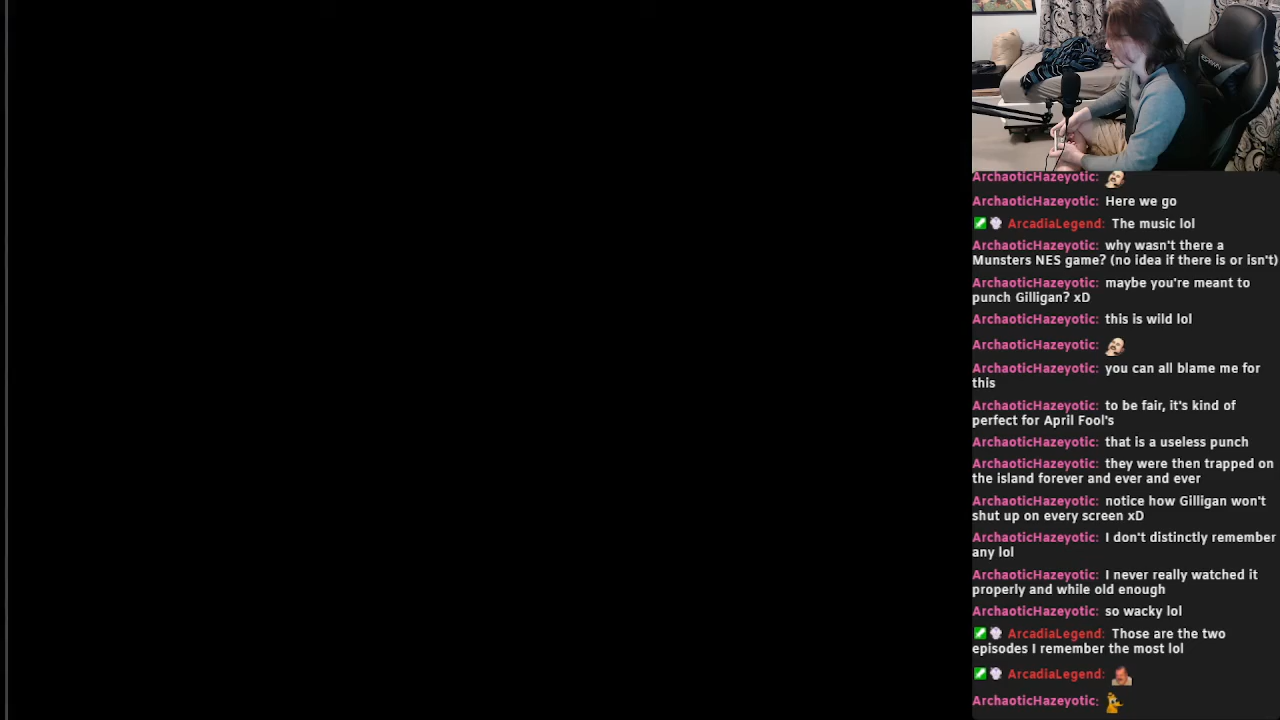 ArchaoticHazeyotic:
ArchaoticHazeyotic: Here we go
ArcadiaLegend: The music lol
ArchaoticHazeyotic: why wasn't there a
Munsters NES game? (no idea if there is or isn't)
ArchaoticHazeyotic: maybe you're meant to
punch Gilligan? xD
ArchaoticHazeyotic: this is wild lol
ArchaoticHazeyotic:
ArchaoticHazeyotic: you can all blame me for
this
ArchaoticHazeyotic: to be fair, it's kind of
perfect for April Fool's
ArchaoticHazeyotic: that is a useless punch
ArchaoticHazeyotic: they were then trapped on
the island forever and ever and ever
ArchaoticHazeyotic: notice how Gilligan won't
shut up on every screen xD
ArchaoticHazeyotic: I don't distinctly remember
any lol
ArchaoticHazeyotic: I never really watched it
properly and while old enough
ArchaoticHazeyotic: so wacky lol
ArcadiaLegend: Those are the two
episodes I remember the most lol
ArcadiaLegend:
ArchaoticHazeyotic: